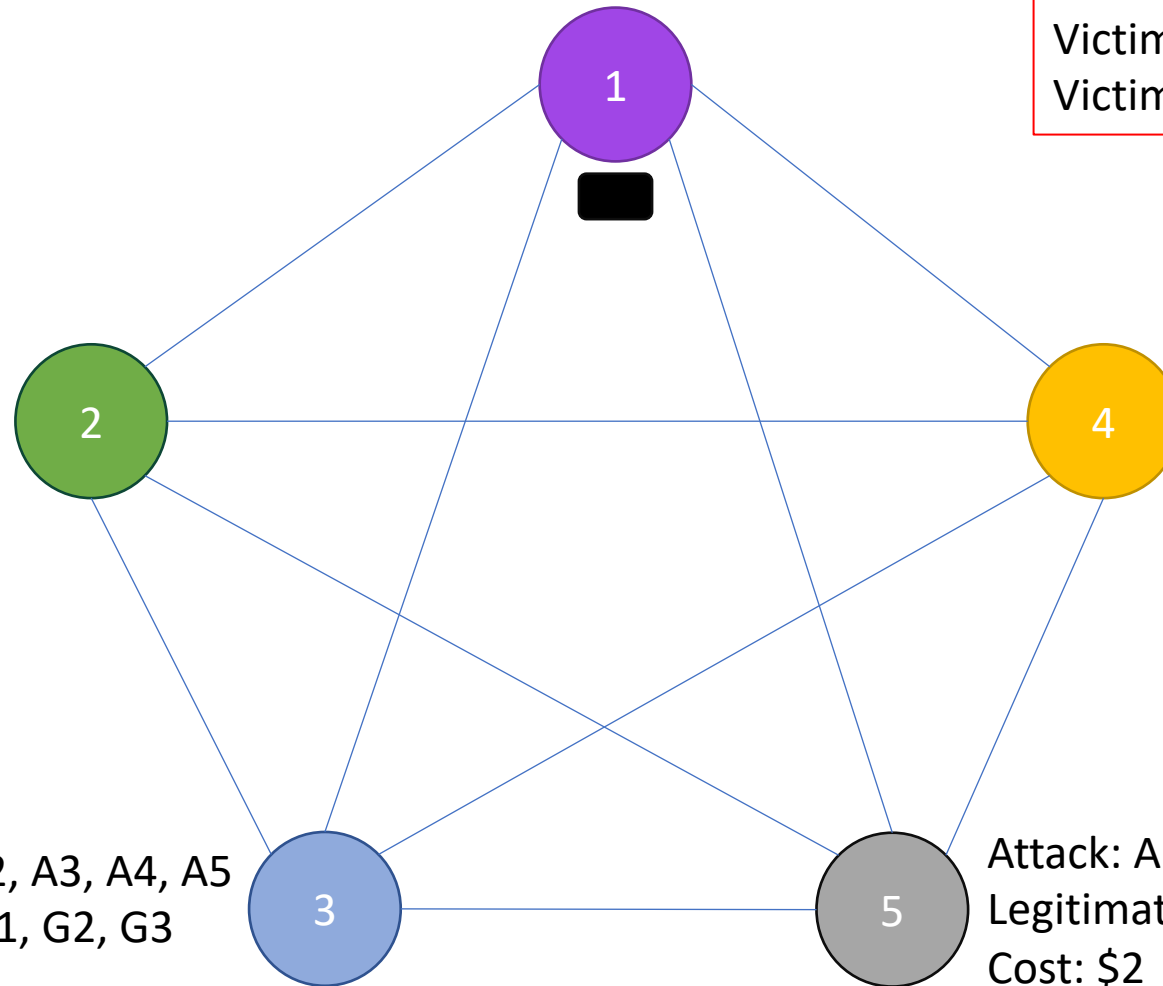 Victim
Victim
1
2
4
2, A3, A4, A5
1, G2, G3
3
5
Attack: A
Legitimat
Cost: $2